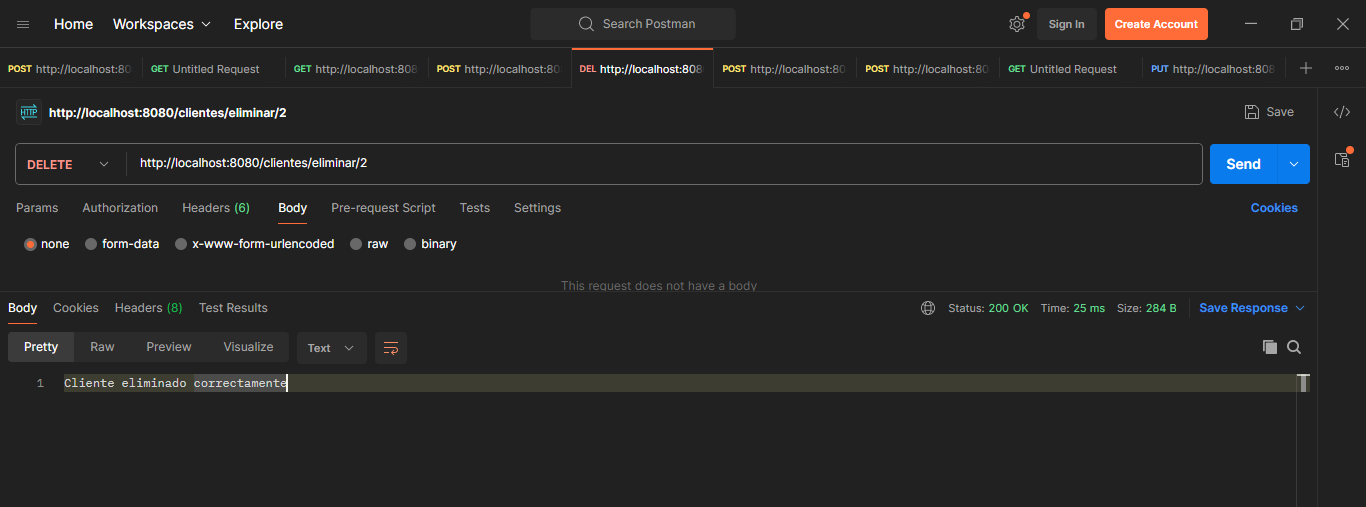 Home Workspaces Explore Search Postman Sign In Create Account
POST http://localhost:80 GET Untitled Request GET http://localhost:808 POST http://localhost:80 DEL http://localhost:808 POST http://localhost:80 POST http://localhost:80 GET Untitled Request PUT http://localhost:808
HTTP http://localhost:8080/clientes/eliminar/2 Save
DELETE http://localhost:8080/clientes/eliminar/2 Send
Params Authorization Headers (6) Body Pre-request Script Tests Settings Cookies
none form-data x-www-form-urlencoded raw binary
This request does not have a body
Body Cookies Headers (8) Test Results Status: 200 OK Time: 25 ms Size: 284 B Save Response
Pretty Raw Preview Visualize Text
1 Cliente eliminado correctamente